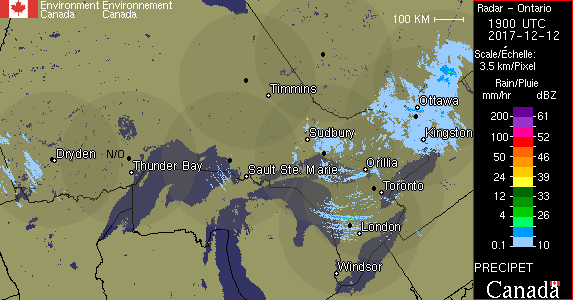 Environment Environnement
Canada Canada
100 KM
Timmins
Ottawa
Sudbury
Kingston
Dryden
N/O
Thunder Bay
Sault Ste. Marie
Orillia
Toronto
London
Windsor
Radar - Ontario
1900 UTC
2017-12-12
Scale/Échelle:
3.5 km/Pixel
Rain/Pluie
mm/hr dBZ
200 61
100 52
50 46
24 39
12 33
4 26
0.1 10
PRECIPET
Canada